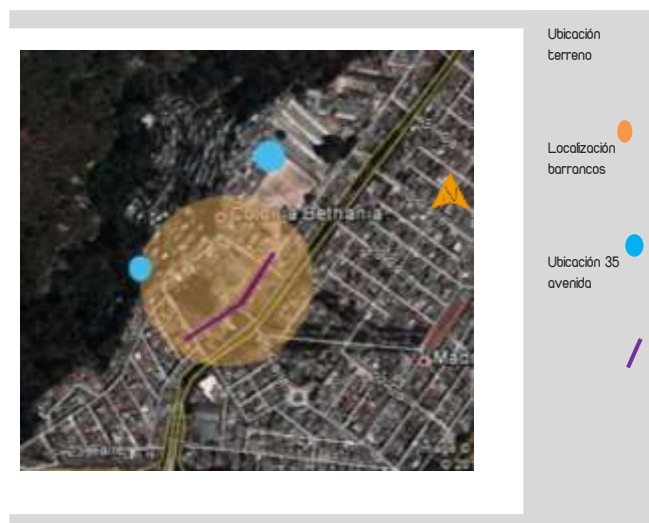 Ubicación
terreno
Localización
barrancos
Ubicación 35
avenida
Colonia Bethania
N